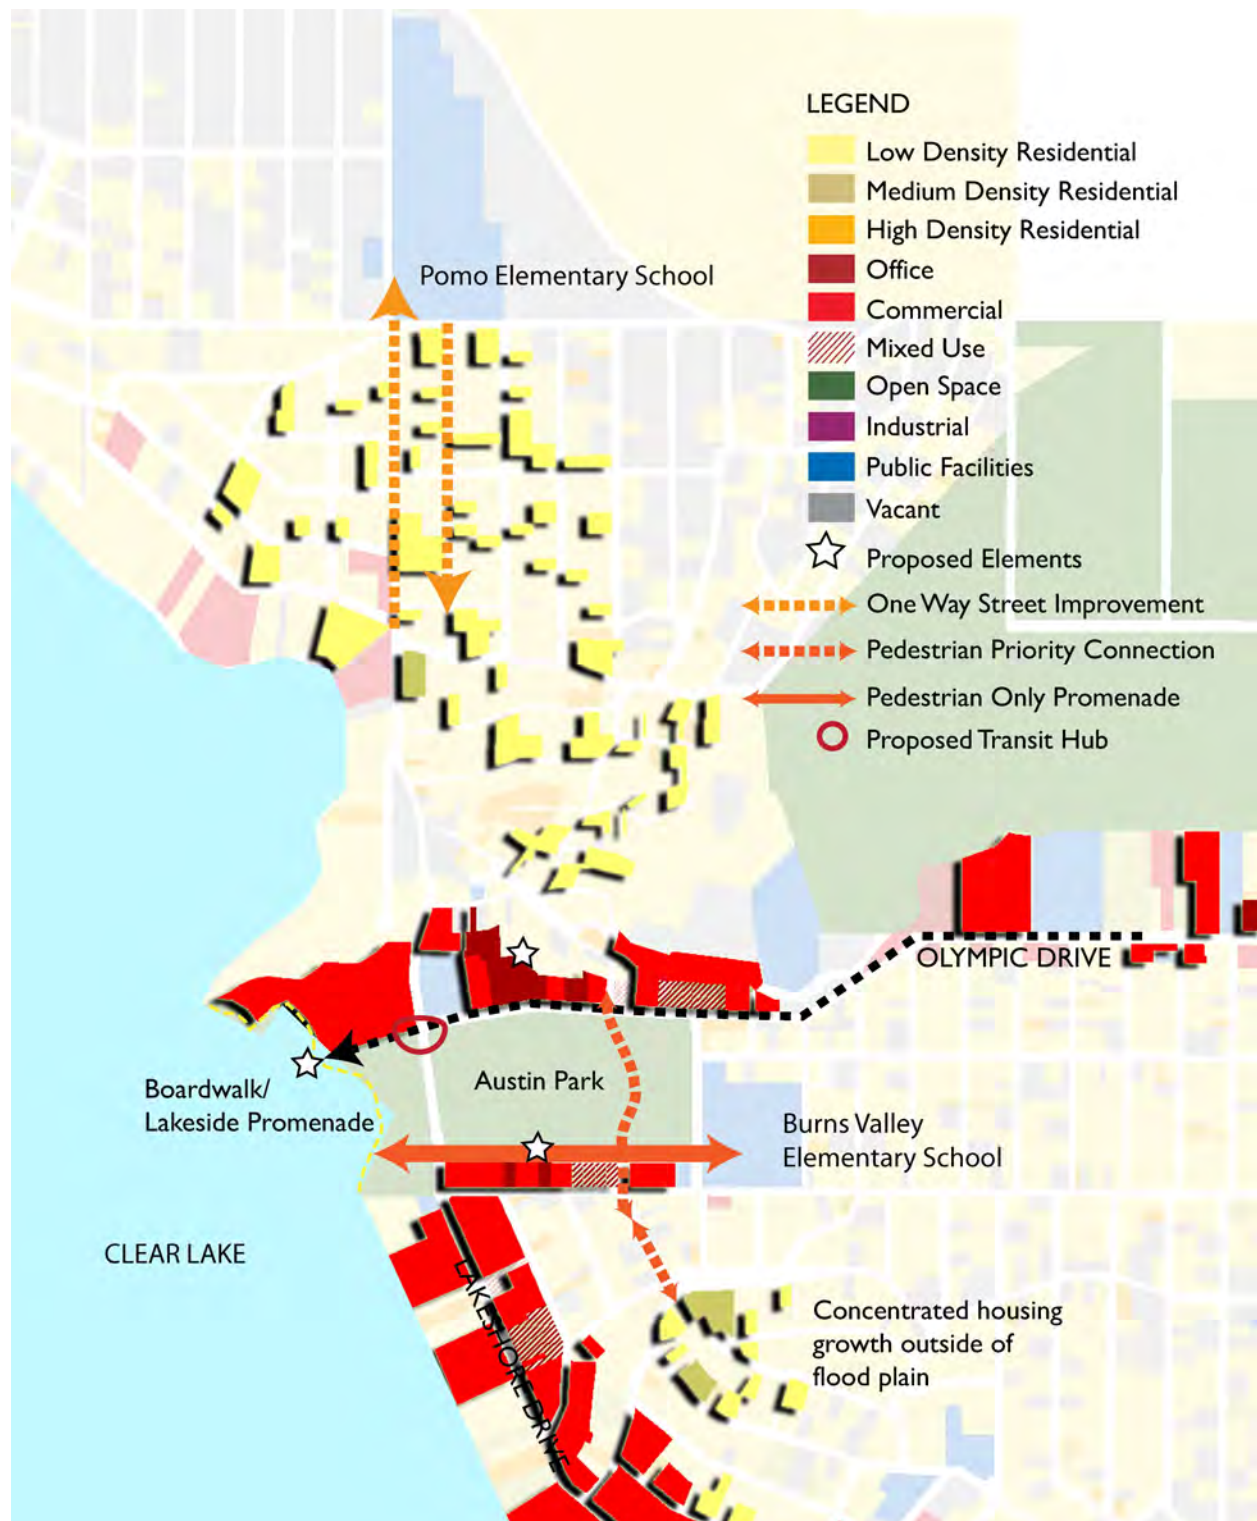 LEGEND
Low Density Residential
Medium Density Residential
High Density Residential
Office
Commercial
Mixed Use
Open Space
Industrial
Public Facilities
Vacant
Proposed Elements
One Way Street Improvement
Pedestrian Priority Connection
Pedestrian Only Promenade
Proposed Transit Hub
Pomo Elementary School
OLYMPIC DRIVE
Austin Park
Boardwalk/
Lakeside Promenade
Burns Valley
Elementary School
CLEAR LAKE
LAKESHORE DRIVE
Concentrated housing
growth outside of
flood plain